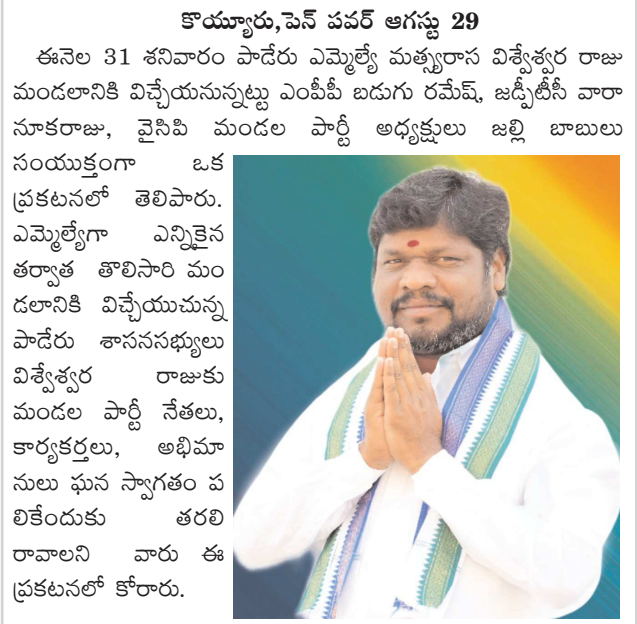 కొయ్యూరు,పెన్ పవర్ ఆగస్టు 29
ఈనెల 31 శనివారం పాడేరు ఎమ్మెల్యే మత్స్యరాస విశ్వేశ్వర రాజు
మండలానికి విచ్చేయనున్నట్టు ఎంపీపీ బడుగు రమేష్, జడ్పీటీసీ వారా
నూకరాజు, వైసిపి మండల పార్టీ అధ్యక్షులు జల్లి బాబులు
సంయుక్తంగా ఒక
ప్రకటనలో తెలిపారు.
ఎమ్మెల్యేగా ఎన్నికైన
తర్వాత తొలిసారి మం
డలానికి విచ్చేయుచున్న
పాడేరు శాసనసభ్యులు
విశ్వేశ్వర రాజుకు
మండల పార్టీ నేతలు,
కార్యకర్తలు, అభిమా
నులు ఘన స్వాగతం ప
లికేందుకు తరలి
రావాలని వారు ఈ
ప్రకటనలో కోరారు.